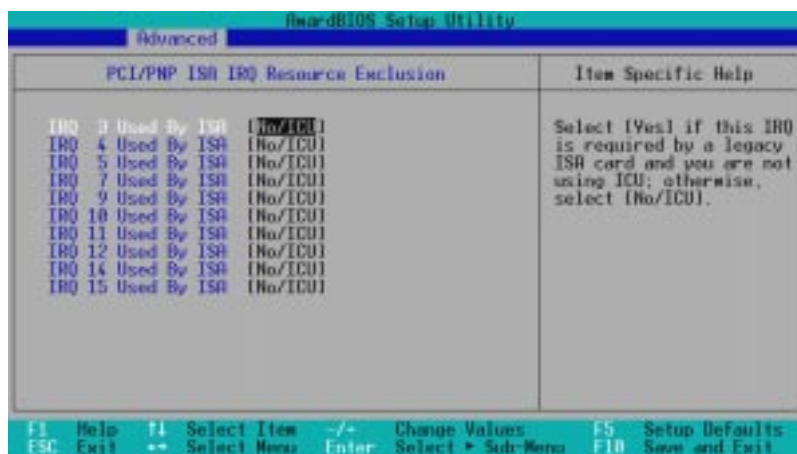 AwardBIOS Setup Utility
Advanced
PCI/PNP ISA IRQ Resource Exclusion
Item Specific Help
IRQ 3 Used By ISA [No/ICU]
IRQ 4 Used By ISA [No/ICU]
IRQ 5 Used By ISA [No/ICU]
IRQ 7 Used By ISA [No/ICU]
IRQ 9 Used By ISA [No/ICU]
IRQ 10 Used By ISA [No/ICU]
IRQ 11 Used By ISA [No/ICU]
IRQ 12 Used By ISA [No/ICU]
IRQ 14 Used By ISA [No/ICU]
IRQ 15 Used By ISA [No/ICU]
Select [Yes] if this IRQ
is required by a legacy
ISA card and you are not
using ICU; otherwise,
select [No/ICU].
F1 Help ↑↓ Select Item -/+ Change Values F5 Setup Defaults
ESC Exit ↔ Select Menu Enter Select ► Sub-Menu F10 Save and Exit